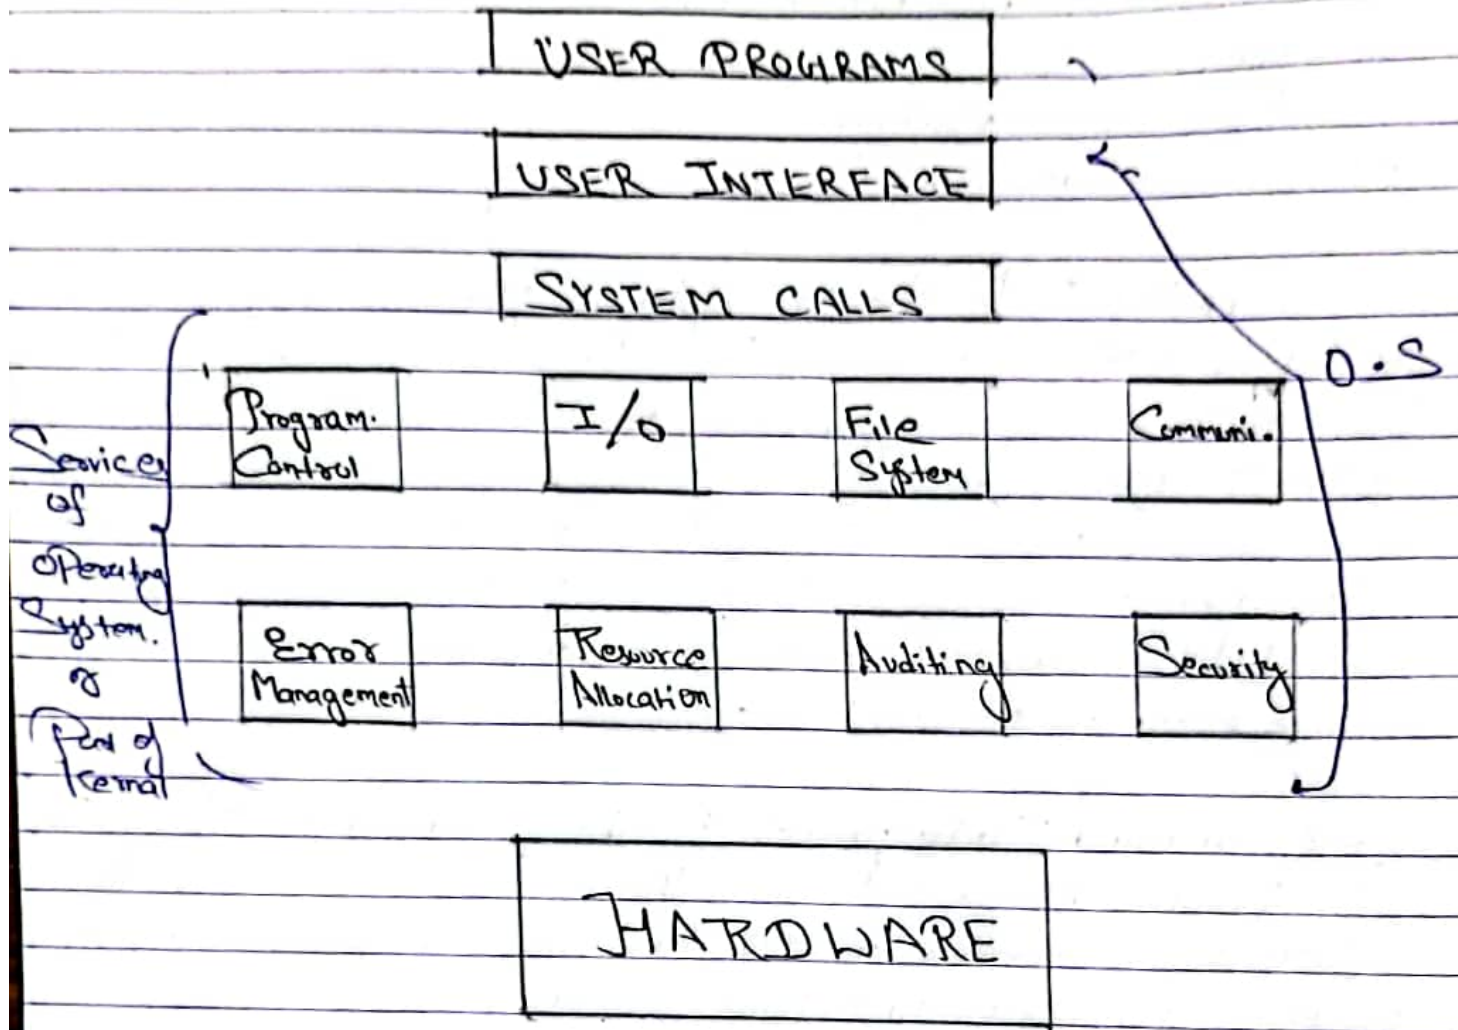 USER PROGRAMS
USER INTERFACE
SYSTEM CALLS
O.S
Program.
Control
I/O
File
System
Communi.
Services
of
Operating
System.
Error
Management
Resource
Allocation
Auditing
Security
Part of
Kernal
HARDWARE